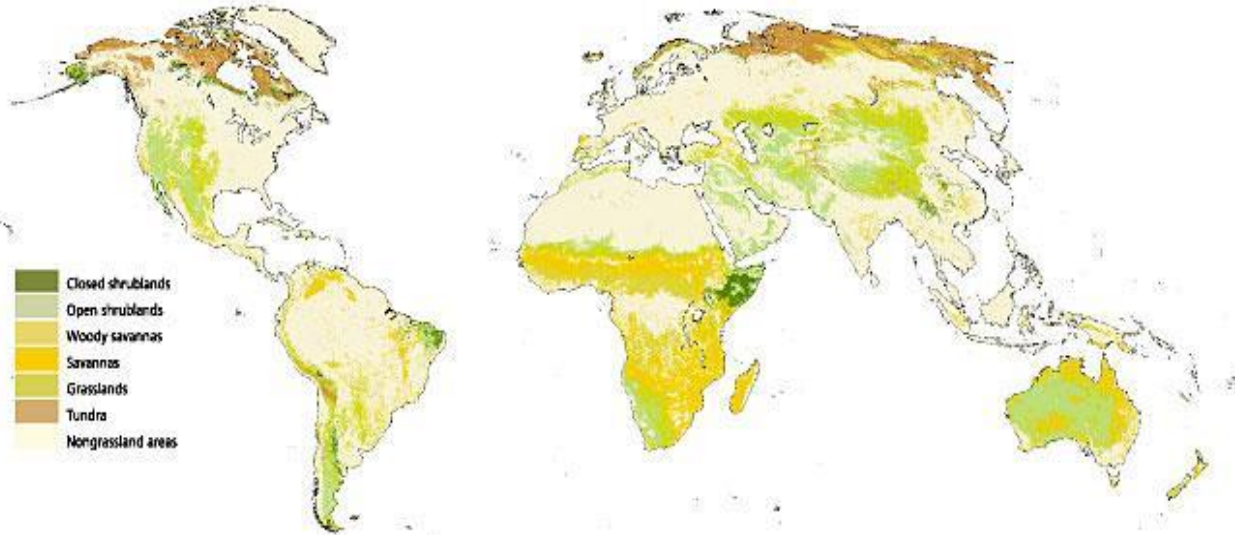 Closed shrublands
Open shrublands
Woody savannas
Savannas
Grasslands
Tundra
Nongrassland areas